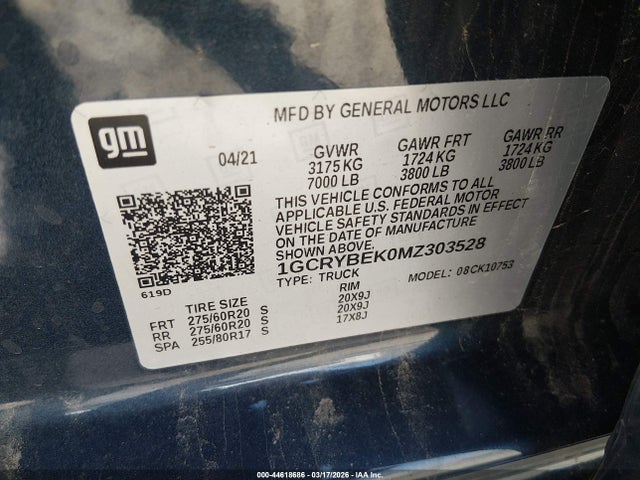 MFD BY GENERAL MOTORS LLC
gm
04/21
GVWR GAWR FRT GAWR RR
3175 KG 1724 KG 1724 KG
7000 LB 3800 LB 3800 LB
THIS VEHICLE CONFORMS TO ALL
APPLICABLE U.S. FEDERAL MOTOR
VEHICLE SAFETY STANDARDS IN EFFECT
ON THE DATE OF MANUFACTURE
SHOWN ABOVE.
1GCRYBEK0MZ303528
TYPE: TRUCK MODEL: 08CK10753
619D
TIRE SIZE RIM
FRT 275/60R20 S 20X9J
RR 275/60R20 S 20X9J
SPA 255/80R17 S 17X8J
000-44618686 - 03/17/2026 - IAAI, Inc.